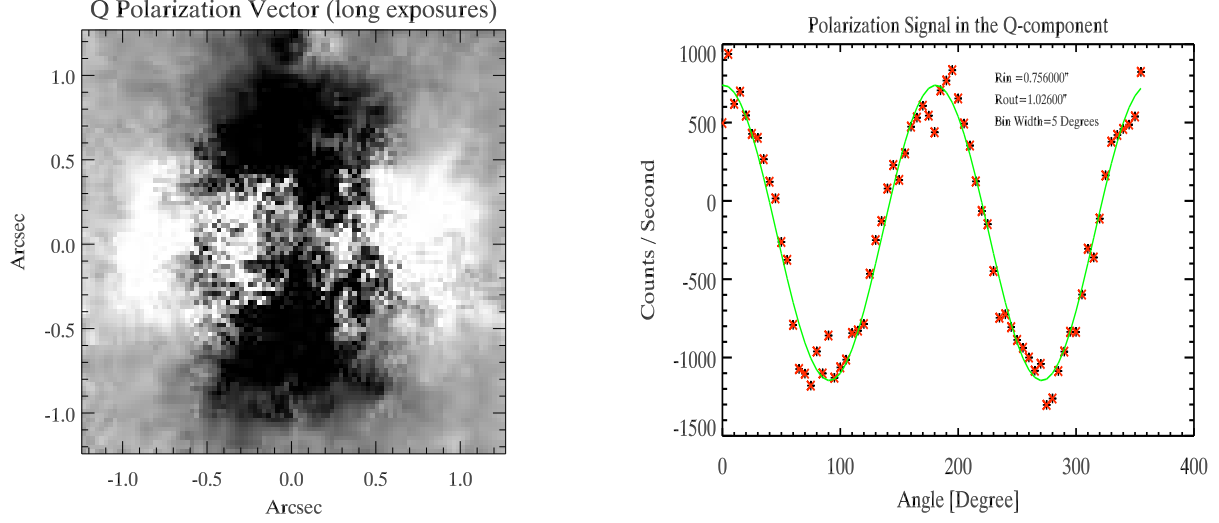 Q Polarization Vector (long exposures)
1.0
0.5
0.0
-0.5
-1.0
Arcsec
-1.0
-0.5
0.0
0.5
1.0
Arcsec
Polarization Signal in the Q-component
1000
500
0
-500
-1000
-1500
Counts / Second
Rin =0.756000"
Rout=1.02600"
Bin Width=5 Degrees
0
100
200
300
400
Angle [Degree]